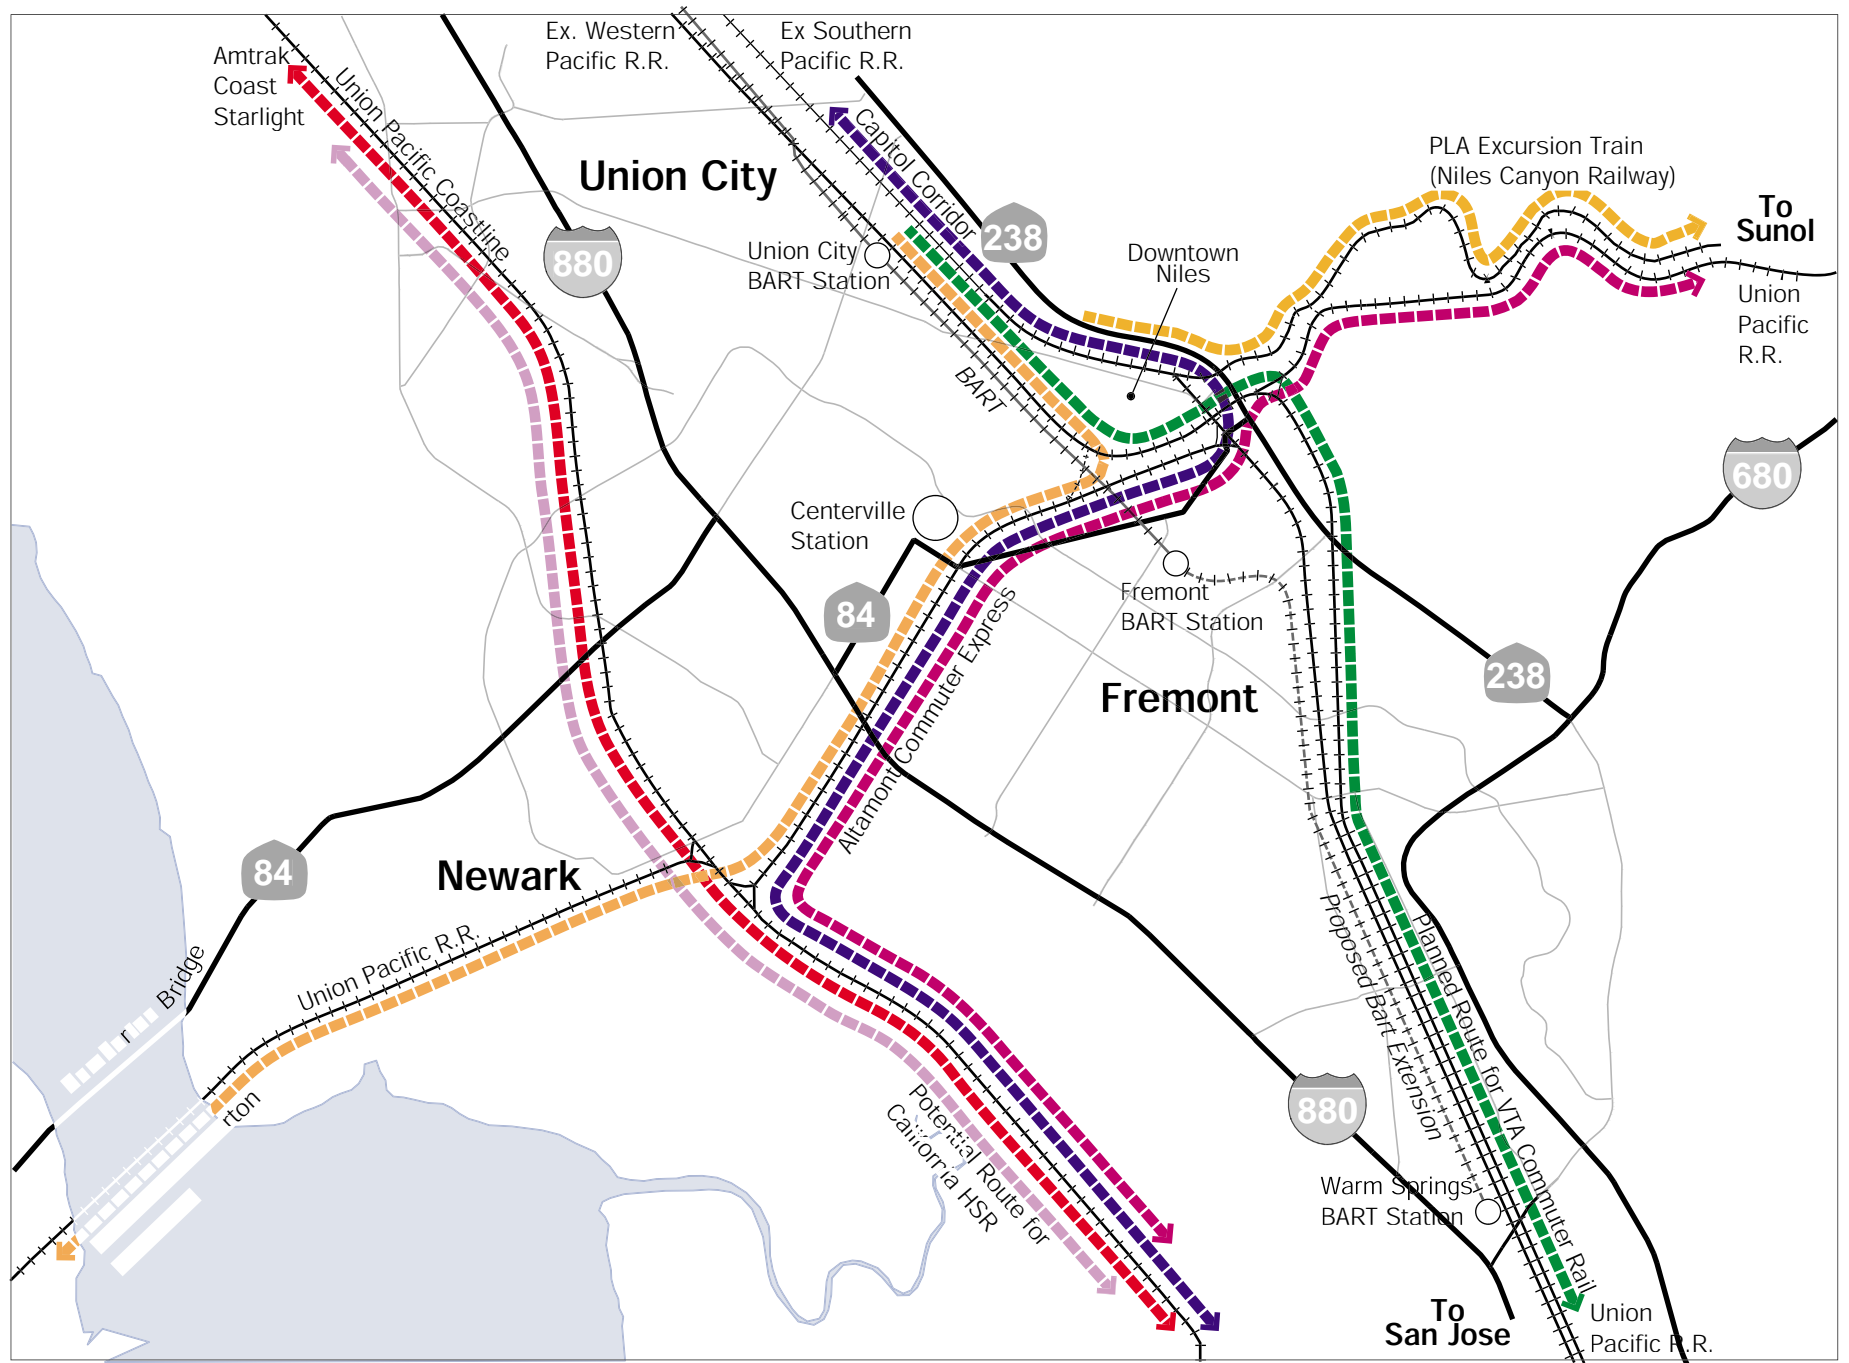 Ex. Western
Pacific R.R.
Ex Southern
Pacific R.R.
Amtrak
Coast
Starlight
Union Pacific Coastline
Capitol Corridor
Union City
PLA Excursion Train
(Niles Canyon Railway)
To
Sunol
238
880
Union City
BART Station
Downtown
Niles
Union
Pacific
R.R.
BART
680
Centerville
Station
84
Fremont
BART Station
238
Fremont
Altamont Commuter Express
Newark
84
Union Pacific R.R.
Bridge
r
rton
Proposed Bart Extension
Planned Route for VTA Commuter Rail
Potential Route for
California HSR
880
Warm Springs
BART Station
To
San Jose
Union
Pacific R.R.